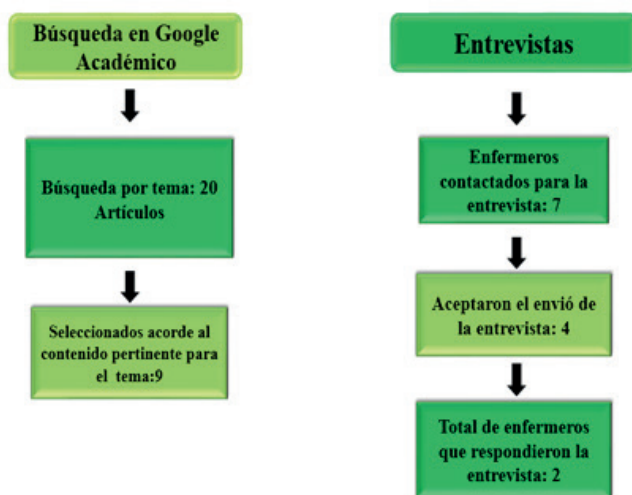 Búsqueda en Google
Académico
Búsqueda por tema: 20
Artículos
Seleccionados acorde al
contenido pertinente para
el tema:9
Entrevistas
Enfermeros
contactados para la
entrevista: 7
Aceptaron el envió de
la entrevista: 4
Total de enfermeros
que respondieron la
entrevista: 2